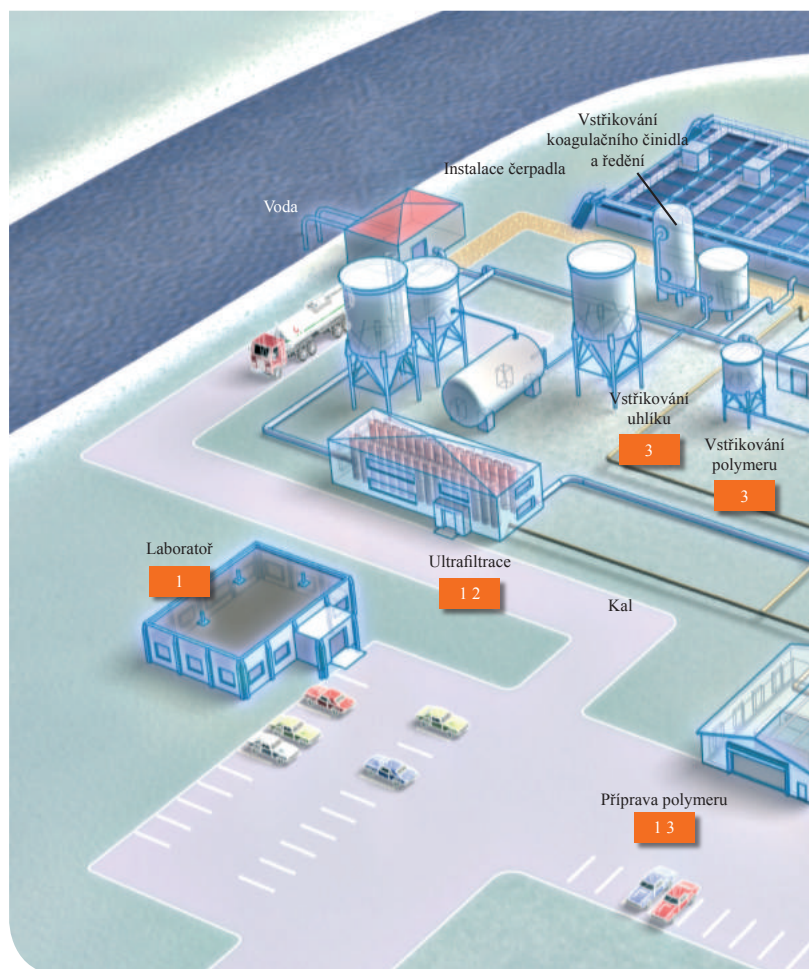 Vstřikování
koagulačního činidla
a ředění
Instalace čerpadla
Voda
Vstřikování
uhlíku
3
Vstřikování
polymeru
3
Laboratoř
1
Ultrafiltrace
1 2
Kal
Příprava polymeru
1 3